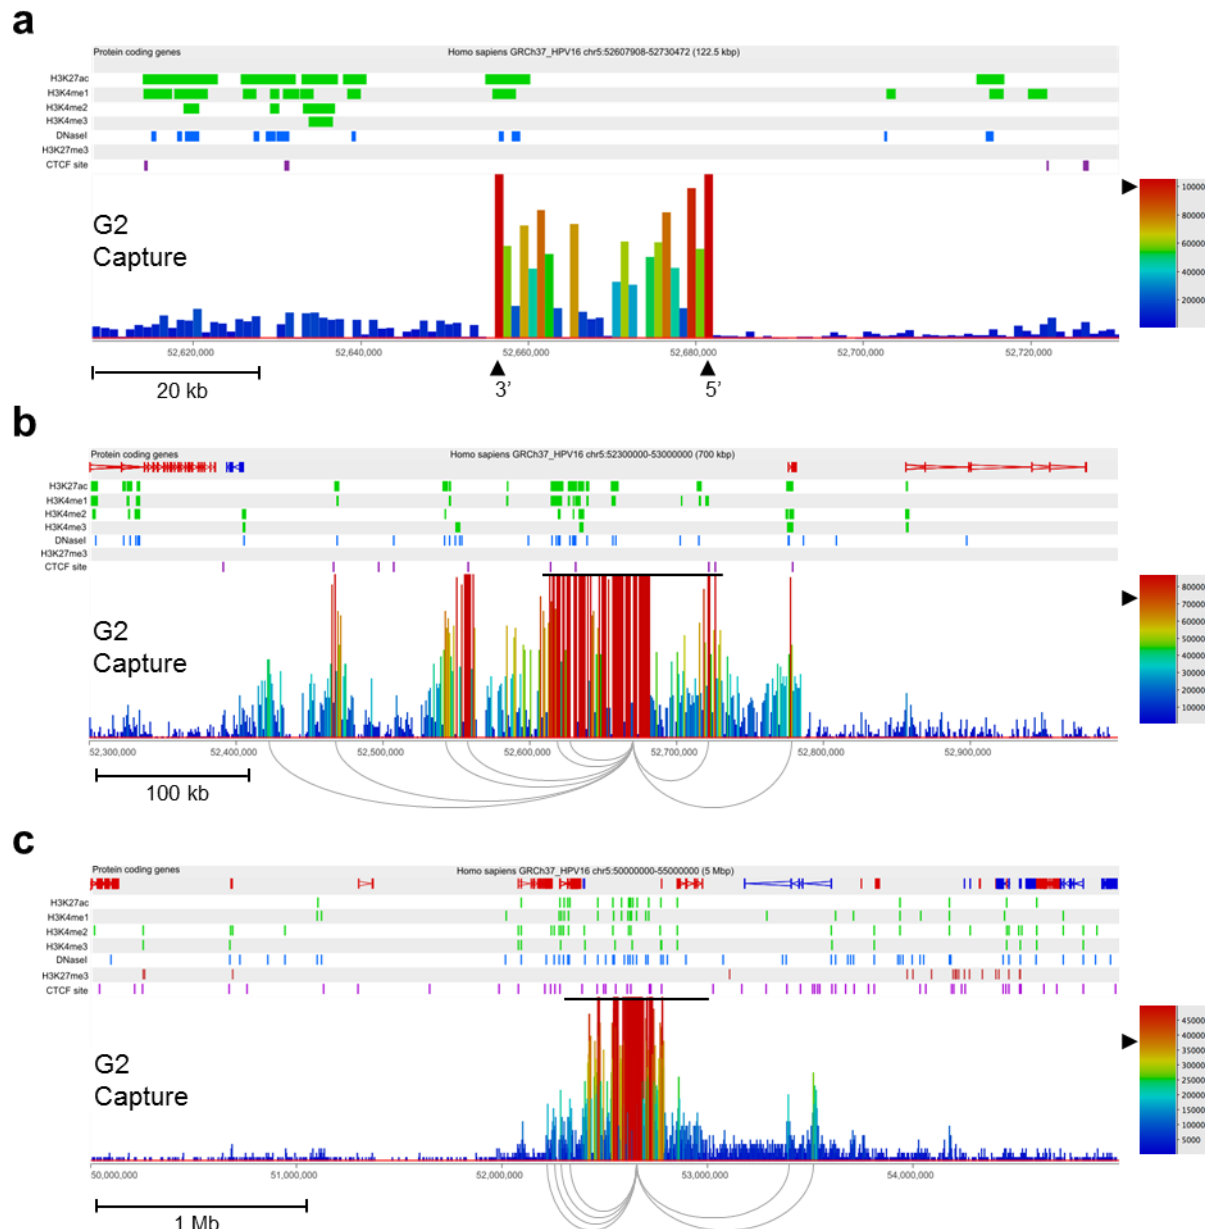 a
Protein coding genes
Homo sapiens GRCh37_HPV16 chr5:52607908-52730472 (122.5 kbp)
H3K27ac
H3K4me1
H3K4me2
H3K4me3
DNaseI
H3K27me3
CTCF site
G2
Capture
10000
80000
60000
40000
20000
52,620,000
52,640,000
52,660,000
52,680,000
52,700,000
52,720,000
20 kb
3'
5'
b
Protein coding genes
Homo sapiens GRCh37_HPV16 chr5:52300000-53000000 (700 kbp)
H3K27ac
H3K4me1
H3K4me2
H3K4me3
DNaseI
H3K27me3
CTCF site
G2
Capture
80000
70000
60000
50000
40000
30000
20000
10000
52,300,000
52,400,000
52,500,000
52,600,000
52,700,000
52,800,000
52,900,000
100 kb
c
Protein coding genes
Homo sapiens GRCh37_HPV16 chr5:50000000-55000000 (5 Mbp)
H3K27ac
H3K4me1
H3K4me2
H3K4me3
DNaseI
H3K27me3
CTCF site
G2
Capture
45000
40000
35000
30000
25000
20000
15000
10000
5000
50,000,000
51,000,000
52,000,000
53,000,000
54,000,000
1 Mb